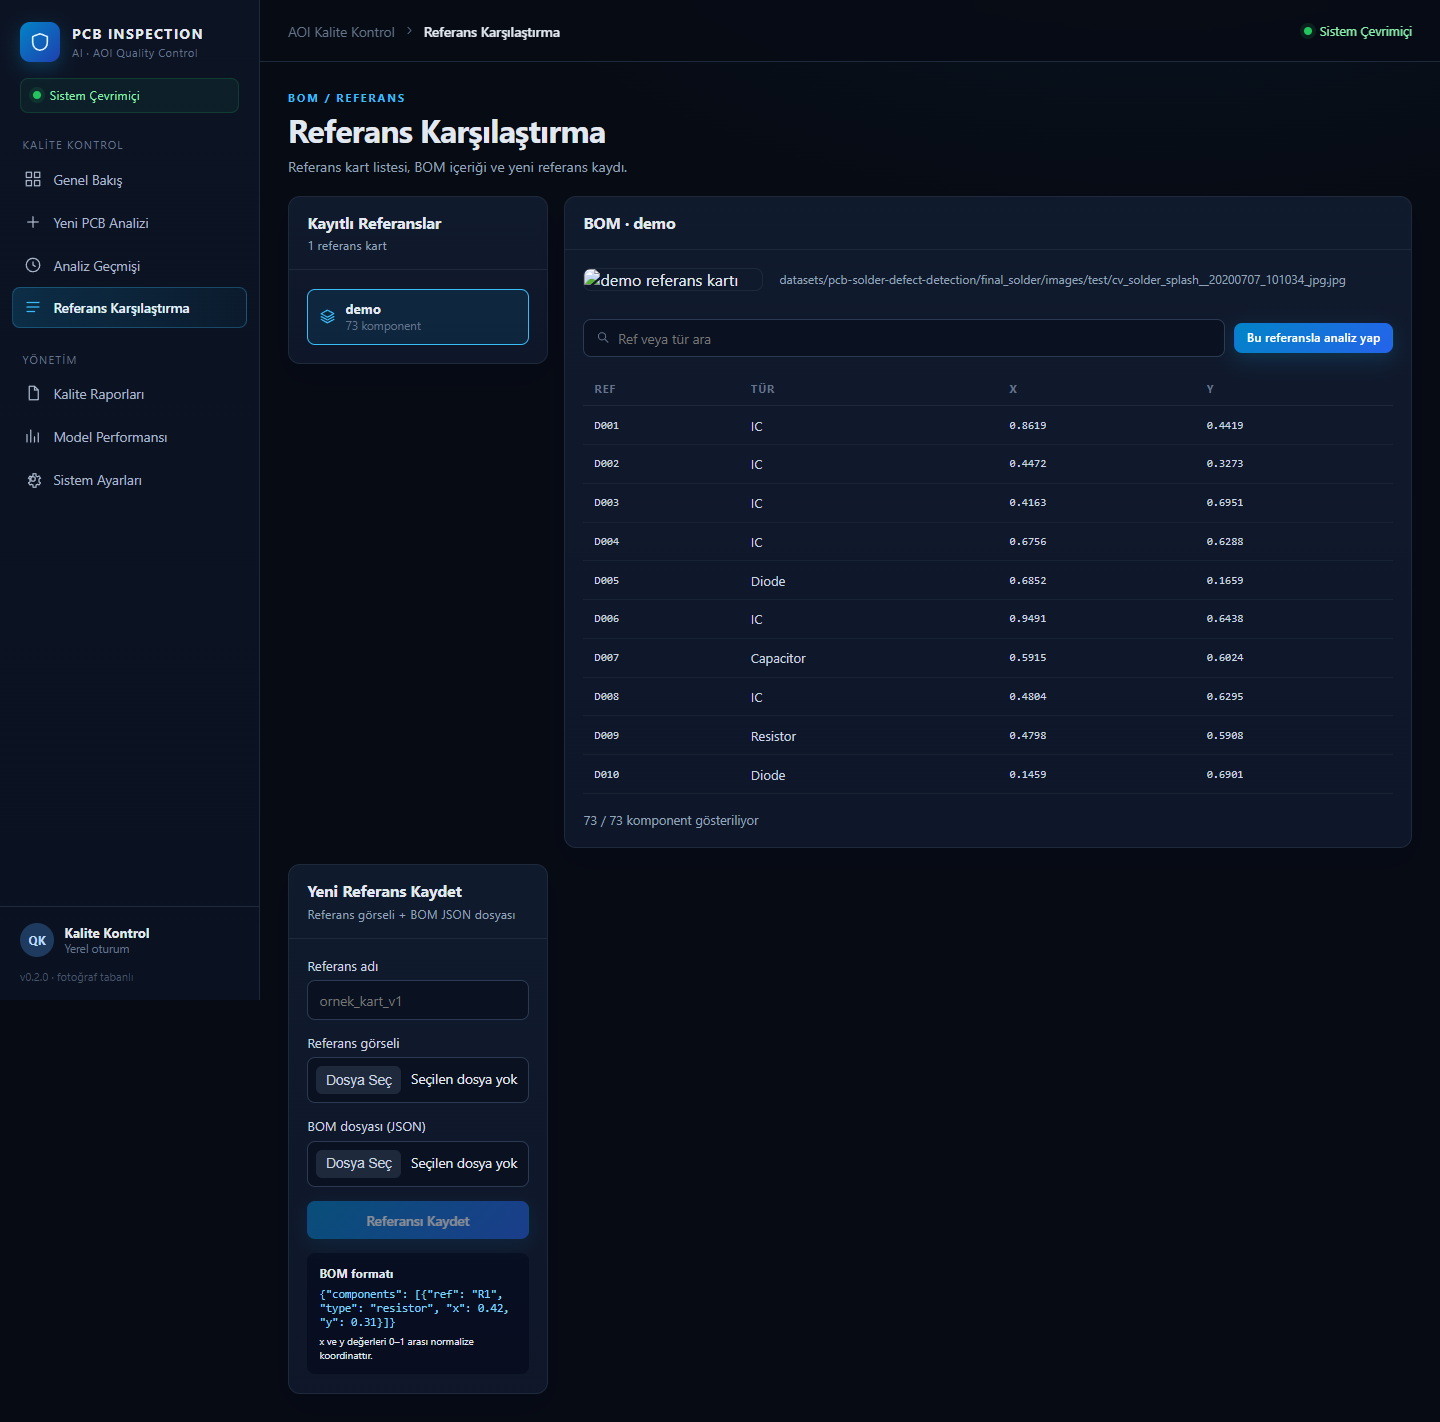 PCB INSPECTION
AI · AOI Quality Control
Sistem Çevrimiçi
KALİTE KONTROL
Genel Bakış
Yeni PCB Analizi
Analiz Geçmişi
Referans Karşılaştırma
YÖNETİM
Kalite Raporları
Model Performansı
Sistem Ayarları
QK
Kalite Kontrol
Yerel oturum
v0.2.0 · fotoğraf tabanlı
AOI Kalite Kontrol > Referans Karşılaştırma
Sistem Çevrimiçi
BOM / REFERANS
Referans Karşılaştırma
Referans kart listesi, BOM içeriği ve yeni referans kaydı.
Kayıtlı Referanslar
1 referans kart
demo
73 komponent
BOM · demo
demo referans kartı
datasets/pcb-solder-defect-detection/final_solder/images/test/cv_solder_splash__20200707_101034_jpg.jpg
Ref veya tür ara
Bu referansla analiz yap
REF TÜR X Y
D001 IC 0.8619 0.4419
D002 IC 0.4472 0.3273
D003 IC 0.4163 0.6951
D004 IC 0.6756 0.6288
D005 Diode 0.6852 0.1659
D006 IC 0.9491 0.6438
D007 Capacitor 0.5915 0.6024
D008 IC 0.4804 0.6295
D009 Resistor 0.4798 0.5908
D010 Diode 0.1459 0.6901
73 / 73 komponent gösteriliyor
Yeni Referans Kaydet
Referans görseli + BOM JSON dosyası
Referans adı
ornek_kart_v1
Referans görseli
Dosya Seç Seçilen dosya yok
BOM dosyası (JSON)
Dosya Seç Seçilen dosya yok
Referansı Kaydet
BOM formatı
{"components": [{"ref": "R1",
"type": "resistor", "x": 0.42,
"y": 0.31}]}
x ve y değerleri 0–1 arası normalize
koordinattır.